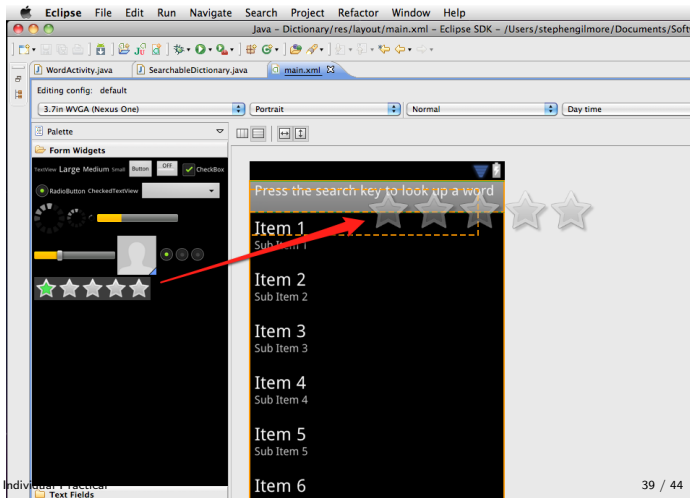 Eclipse File Edit Run Navigate Search Project Refactor Window Help
Java - Dictionary/res/layout/main.xml - Eclipse SDK - /Users/stephengilmore/Documents/Soft
WordActivity.java SearchableDictionary.java main.xml
Editing config: default
3.7in WVGA (Nexus One) Portrait Normal Day time
Palette
Form Widgets
TextView Large Medium Small Button OFF CheckBox
RadioButton CheckedTextView
Press the search key to look up a word
Item 1
Sub Item 1
Item 2
Sub Item 2
Item 3
Sub Item 3
Item 4
Sub Item 4
Item 5
Sub Item 5
Item 6
Individual Practical 39 / 44
Text Fields